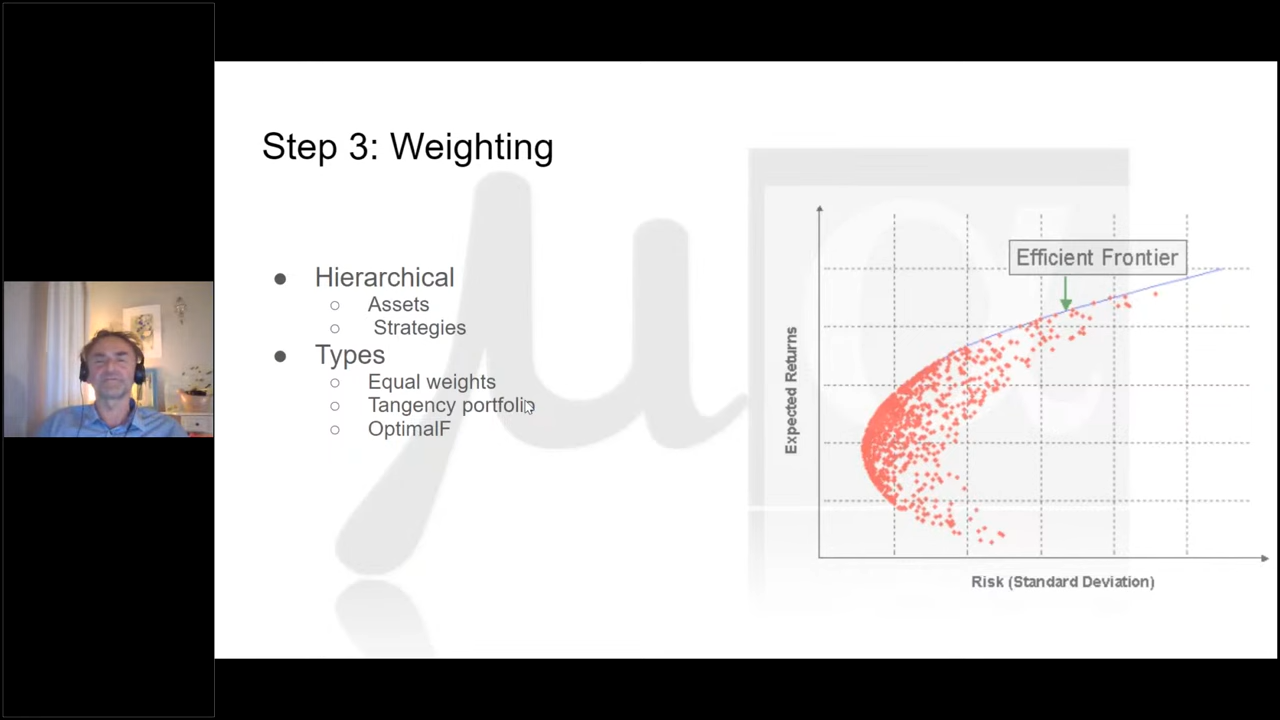 Step 3: Weighting
● Hierarchical
○ Assets
○ Strategies
● Types
○ Equal weights
○ Tangency portfolio
○ OptimalF
Efficient Frontier
Expected Returns
Risk (Standard Deviation)